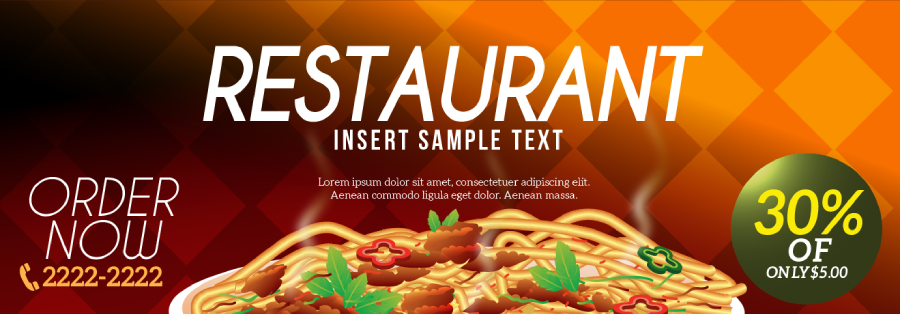 RESTAURANT
INSERT SAMPLE TEXT
Lorem ipsum dolor sit amet, consectetuer adipiscing elit.
Aenean commodo ligula eget dolor. Aenean massa.
ORDER
NOW
2222-2222
30%
OF
ONLY $5.00